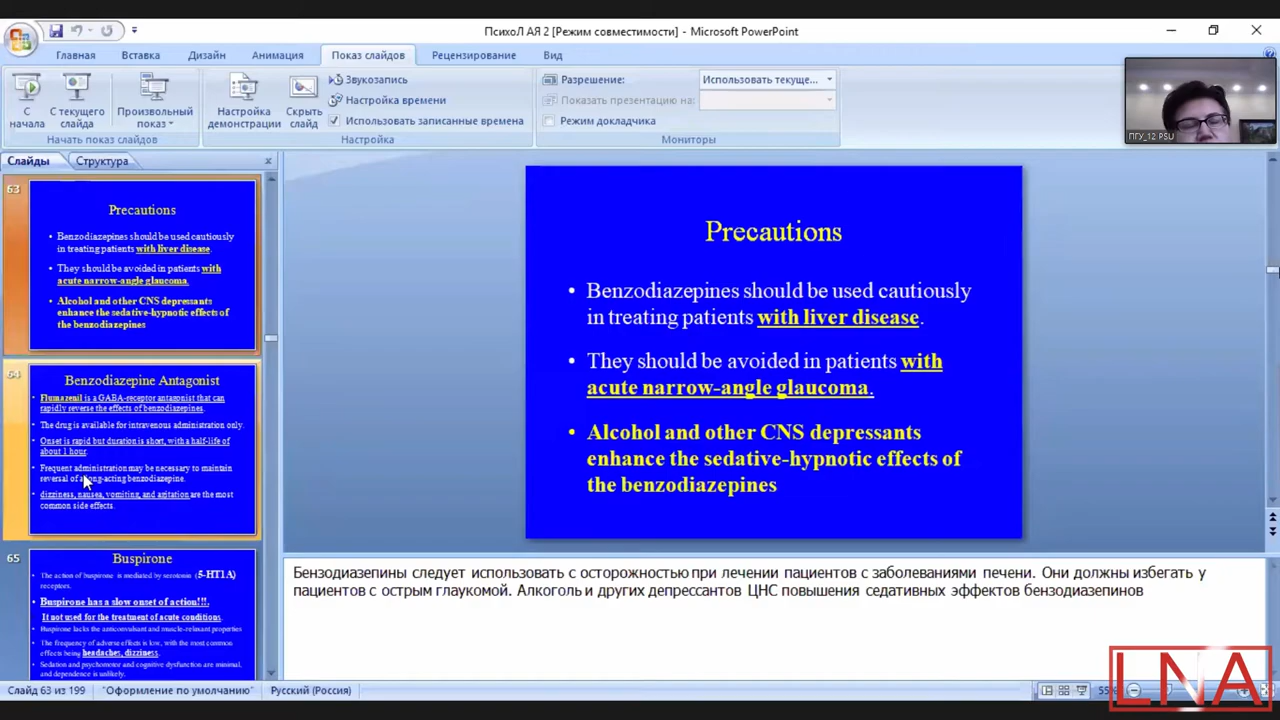 ПсихоЛ АЯ 2 [Режим совместимости] - Microsoft PowerPoint
Главная
Вставка
Дизайн
Анимация
Показ слайдов
Рецензирование
Вид
С начала
С текущего слайда
Произвольный показ
Начать показ слайдов
Настройка демонстрации
Скрыть слайд
Звукозапись
Настройка времени
Использовать записанные времена
Настройка
Разрешение:
Использовать текуще...
Показать презентацию на:
Режим докладчика
Мониторы
ПГУ_12 PSU
Слайды
Структура
63
Precautions
• Benzodiazepines should be used cautiously
in treating patients with liver disease.
• They should be avoided in patients with
acute narrow-angle glaucoma.
• Alcohol and other CNS depressants
enhance the sedative-hypnotic effects of
the benzodiazepines
64
Benzodiazepine Antagonist
• Flumazenil is a GABA-receptor antagonist that can
rapidly reverse the effects of benzodiazepines.
• The drug is available for intravenous administration only.
• Onset is rapid but duration is short, with a half-life of
about 1 hour.
• Frequent administration may be necessary to maintain
reversal of a long-acting benzodiazepine.
• dizziness, nausea, vomiting, and agitation are the most
common side effects.
65
Buspirone
• The action of buspirone is mediated by serotonin (5-HT1A)
receptors.
• Buspirone has a slow onset of action!!!.
It not used for the treatment of acute conditions.
• Buspirone lacks the anticonvulsant and muscle-relaxant properties
• The frequency of adverse effects is low, with the most common
effects being headaches, dizziness.
• Sedation and psychomotor and cognitive dysfunction are minimal,
and dependence is unlikely.
Precautions
• Benzodiazepines should be used cautiously
in treating patients with liver disease.
• They should be avoided in patients with
acute narrow-angle glaucoma.
• Alcohol and other CNS depressants
enhance the sedative-hypnotic effects of
the benzodiazepines
Бензодиазепины следует использовать с осторожностью при лечении пациентов с заболеваниями печени. Они должны избегать у
пациентов с острым глаукомой. Алкоголь и других депрессантов ЦНС повышения седативных эффектов бензодиазепинов
LNA
Слайд 63 из 199
"Оформление по умолчанию"
Русский (Россия)
55%